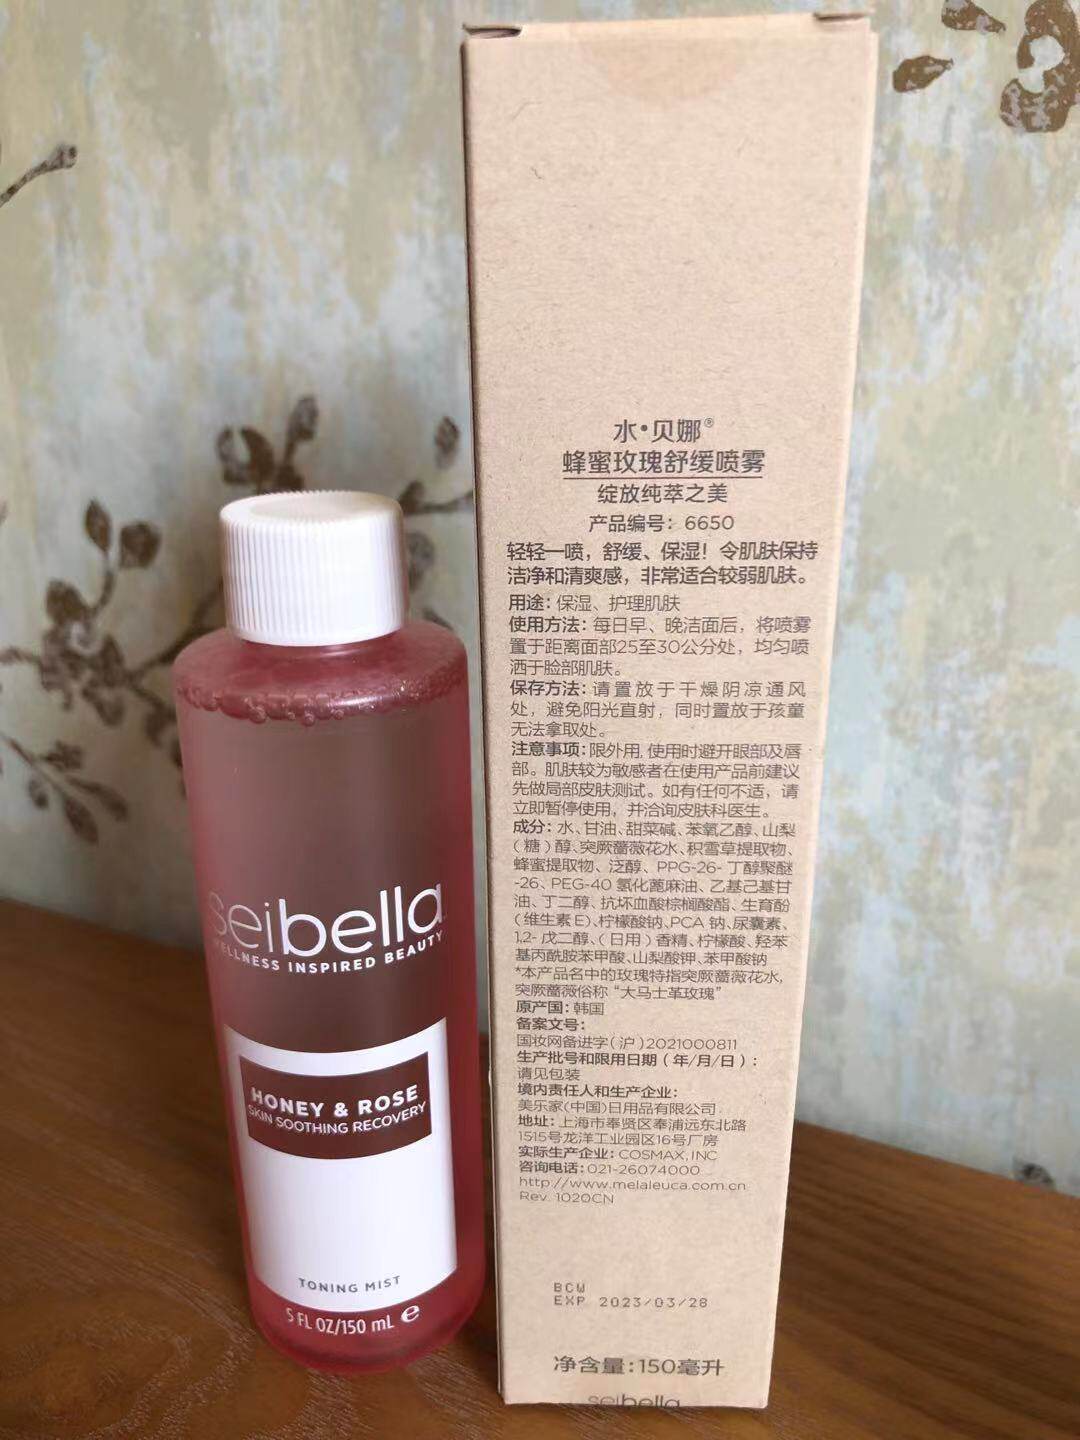 seibella
WELLNESS INSPIRED BEAUTY
HONEY & ROSE
SKIN SOOTHING RECOVERY
TONING MIST
5 FL OZ/150 mL e
水·贝娜®
蜂蜜玫瑰舒缓喷雾
绽放纯萃之美
产品编号：6650
轻轻一喷，舒缓、保湿！令肌肤保持
洁净和清爽感，非常适合较弱肌肤。
用途：保湿、护理肌肤
使用方法：每日早、晚洁面后，将喷雾
置于距离面部25至30公分处，均匀喷
洒于脸部肌肤。
保存方法：请置放于干燥阴凉通风
处，避免阳光直射，同时置放于孩童
无法拿取处。
注意事项：限外用，使用时避开眼部及唇
部。肌肤较为敏感者在使用产品前建议
先做局部皮肤测试。如有任何不适，请
立即暂停使用，并洽询皮肤科医生。
成分：水、甘油、甜菜碱、苯氧乙醇、山梨
（糖）醇、突厥蔷薇花水、积雪草提取物、
蜂蜜提取物、泛醇、PPG-26-丁醇聚醚
-26、PEG-40 氢化蓖麻油、乙基己基甘
油、丁二醇、抗坏血酸棕榈酸酯、生育酚
(维生素E)、柠檬酸钠、PCA 钠、尿囊素、
1,2-戊二醇、（日用）香精、柠檬酸、羟苯
基丙酰胺苯甲酸、山梨酸钾、苯甲酸钠
*本产品名中的玫瑰特指突厥蔷薇花水，
突厥蔷薇俗称“大马士革玫瑰”
原产国：韩国
备案文号：
国妆网备进字（沪）2021000811
生产批号和限用日期（年/月/日）：
请见包装
境内责任人和生产企业：
美乐家(中国)日用品有限公司
地址：上海市奉贤区奉浦远东北路
1515号龙洋工业园区16号厂房
实际生产企业：COSMAX, INC
咨询电话：021-26074000
http://www.melaleuca.com.cn
Rev. 1020CN
BCW
EXP 2023/03/28
净含量：150毫升
seibella